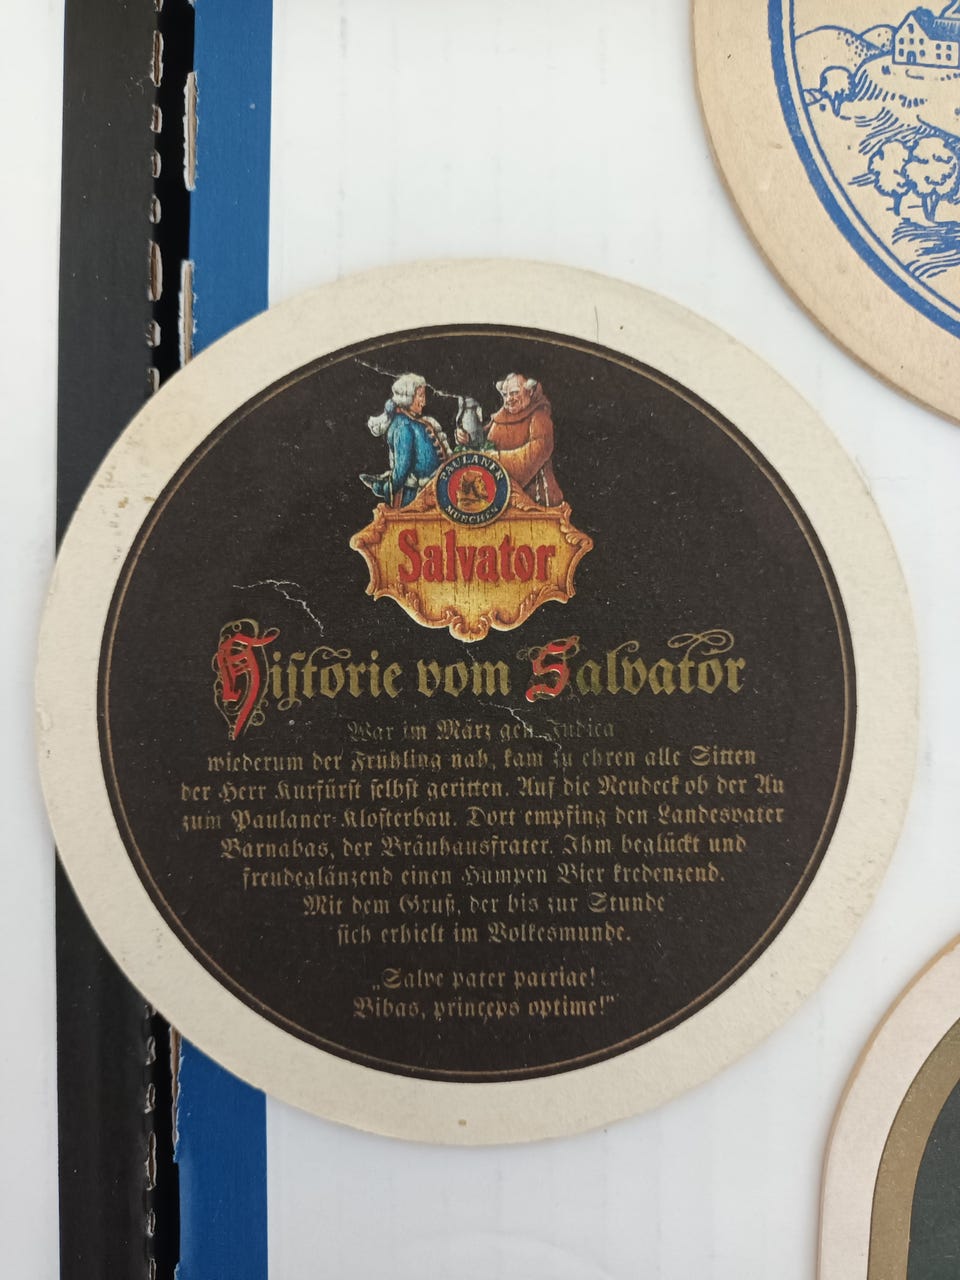 PAULANER
MÜNCHEN
Salvator
Historie vom Salvator
War im März gen Judica
wiederum der Frühling nah, kam zu ehren alle Sitten
der Herr Kurfürst selbst geritten. Auf die Neudeck ob der Au
zum Paulaner-Klosterbau. Dort empfing den Landesvater
Barnabas, der Bräuhausfrater. Ihm beglückt und
freudeglänzend einen Humpen Bier kredenzend.
Mit dem Gruß, der bis zur Stunde
sich erhielt im Volkesmunde.
„Salve pater patriae!
Bibas, princeps optime!"